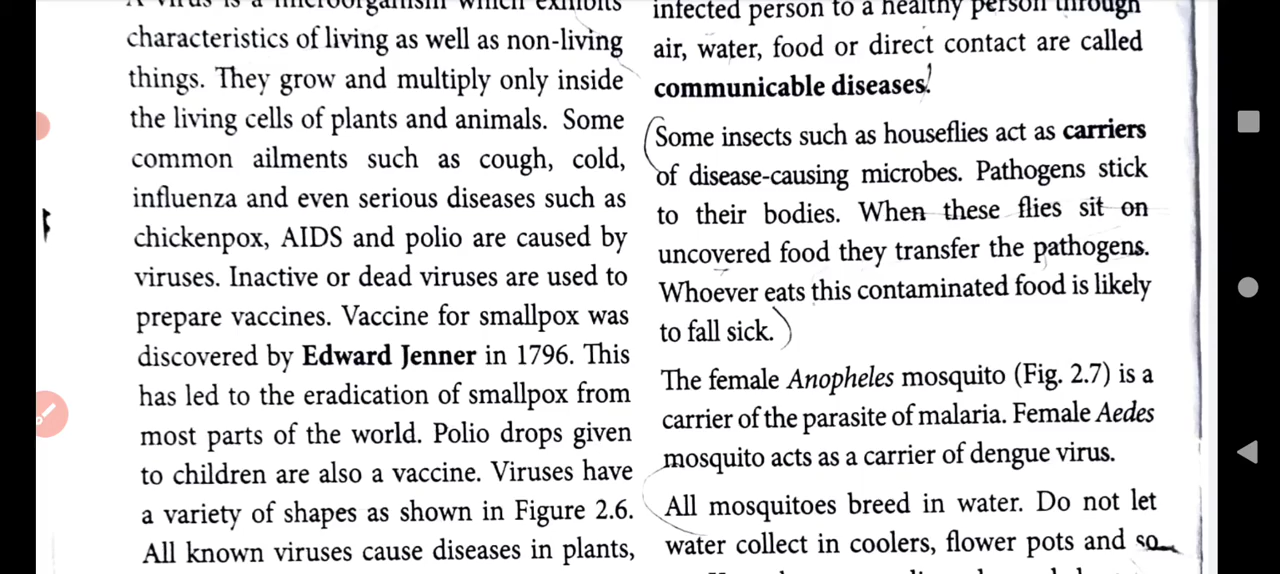 A virus is a microorganism which exhibits
characteristics of living as well as non-living
things. They grow and multiply only inside
the living cells of plants and animals. Some
common ailments such as cough, cold,
influenza and even serious diseases such as
chickenpox, AIDS and polio are caused by
viruses. Inactive or dead viruses are used to
prepare vaccines. Vaccine for smallpox was
discovered by Edward Jenner in 1796. This
has led to the eradication of smallpox from
most parts of the world. Polio drops given
to children are also a vaccine. Viruses have
a variety of shapes as shown in Figure 2.6.
All known viruses cause diseases in plants,
infected person to a healthy person through
air, water, food or direct contact are called
communicable diseases.
Some insects such as houseflies act as carriers
of disease-causing microbes. Pathogens stick
to their bodies. When these flies sit on
uncovered food they transfer the pathogens.
Whoever eats this contaminated food is likely
to fall sick.
The female Anopheles mosquito (Fig. 2.7) is a
carrier of the parasite of malaria. Female Aedes
mosquito acts as a carrier of dengue virus.
All mosquitoes breed in water. Do not let
water collect in coolers, flower pots and so